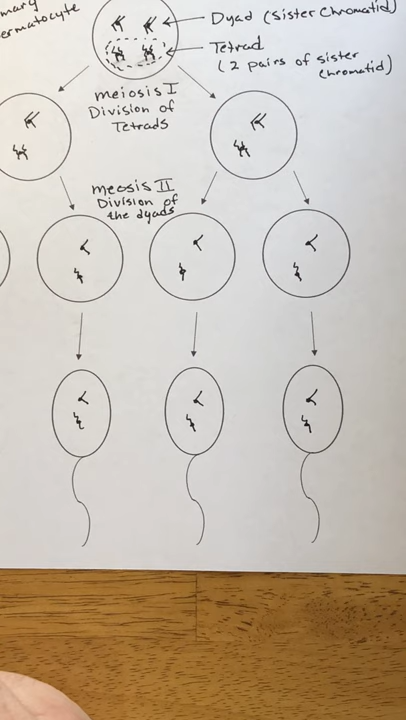 mary
ermatocyte
Dyad (Sister Chromatid)
Tetrad
(2 pairs of sister
chromatid)
meiosis I
Division of
Tetrads
meosis II
Division of
the dyads